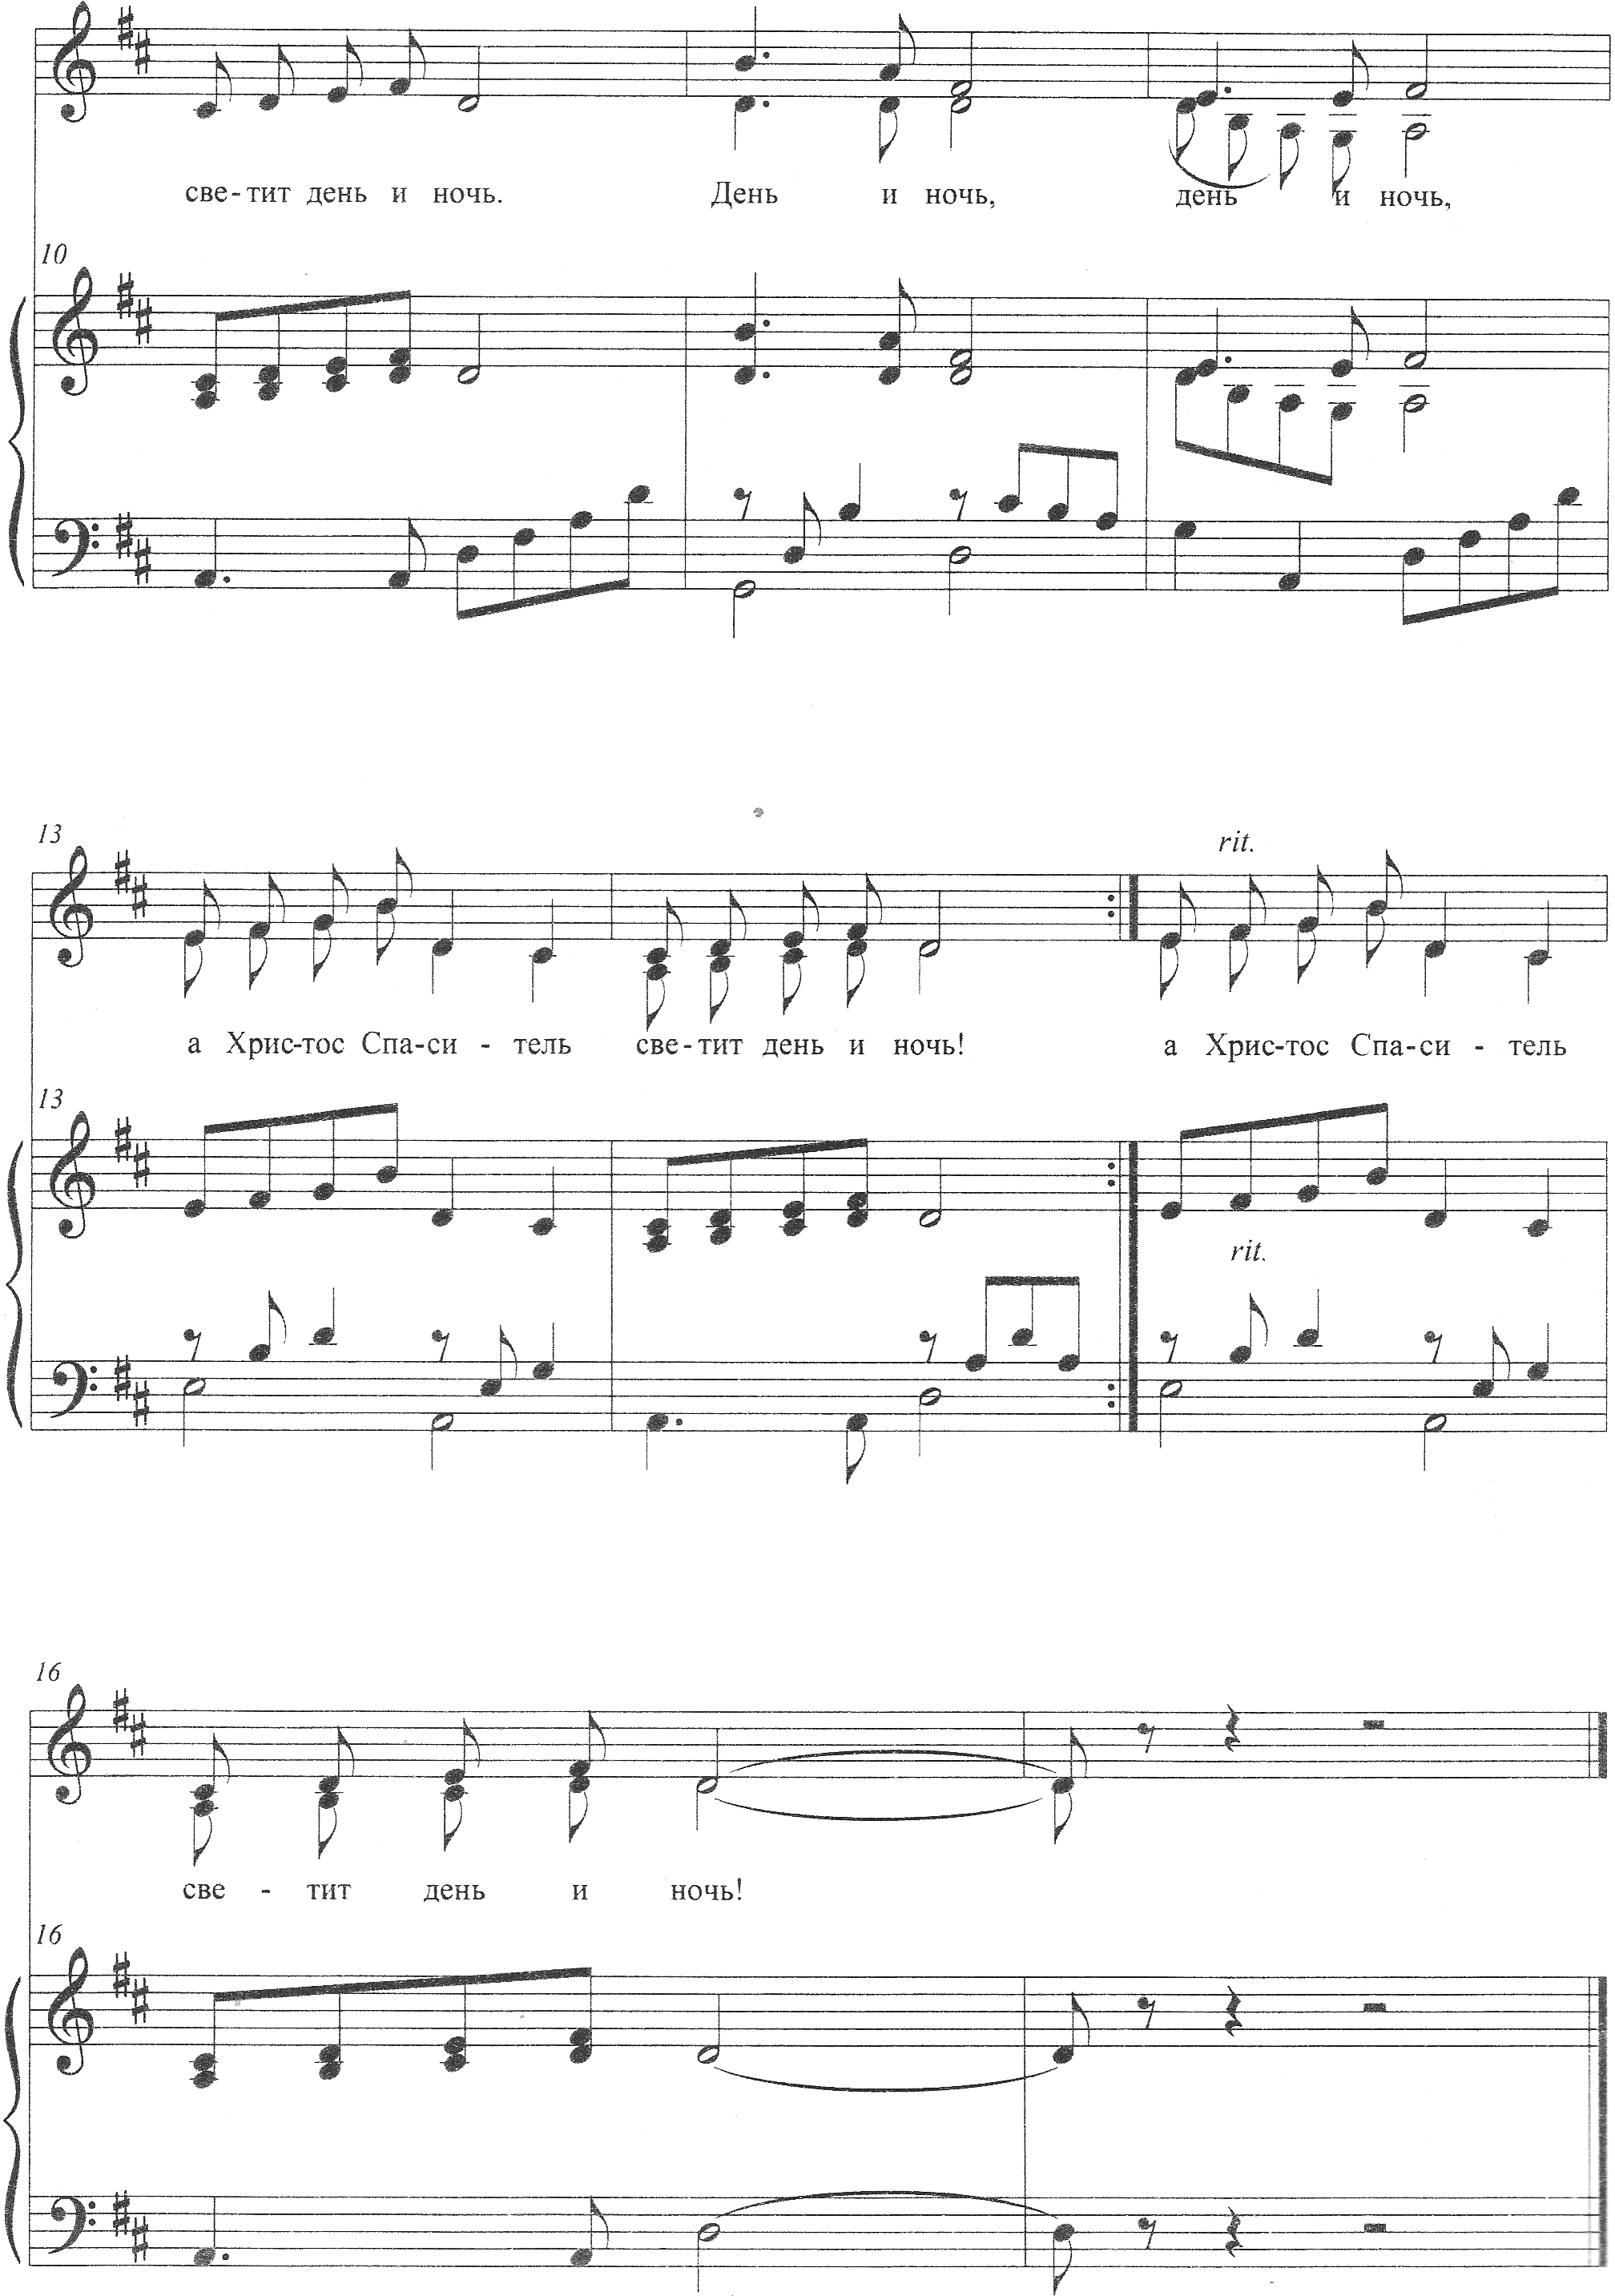 све-тит день и ночь. День и ночь, день и ночь,
10
13
rit.
а Хрис-тос Спа-си - тель све-тит день и ночь! а Хрис-тос Спа-си - тель
13
rit.
16
све - тит день и ночь!
16